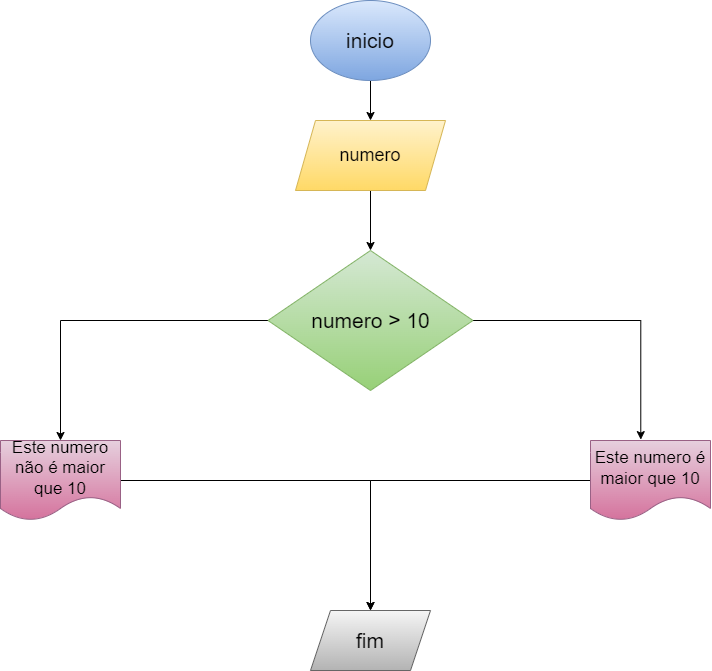 inicio
numero
numero > 10
Este numero
não é maior
que 10
Este numero é
maior que 10
fim